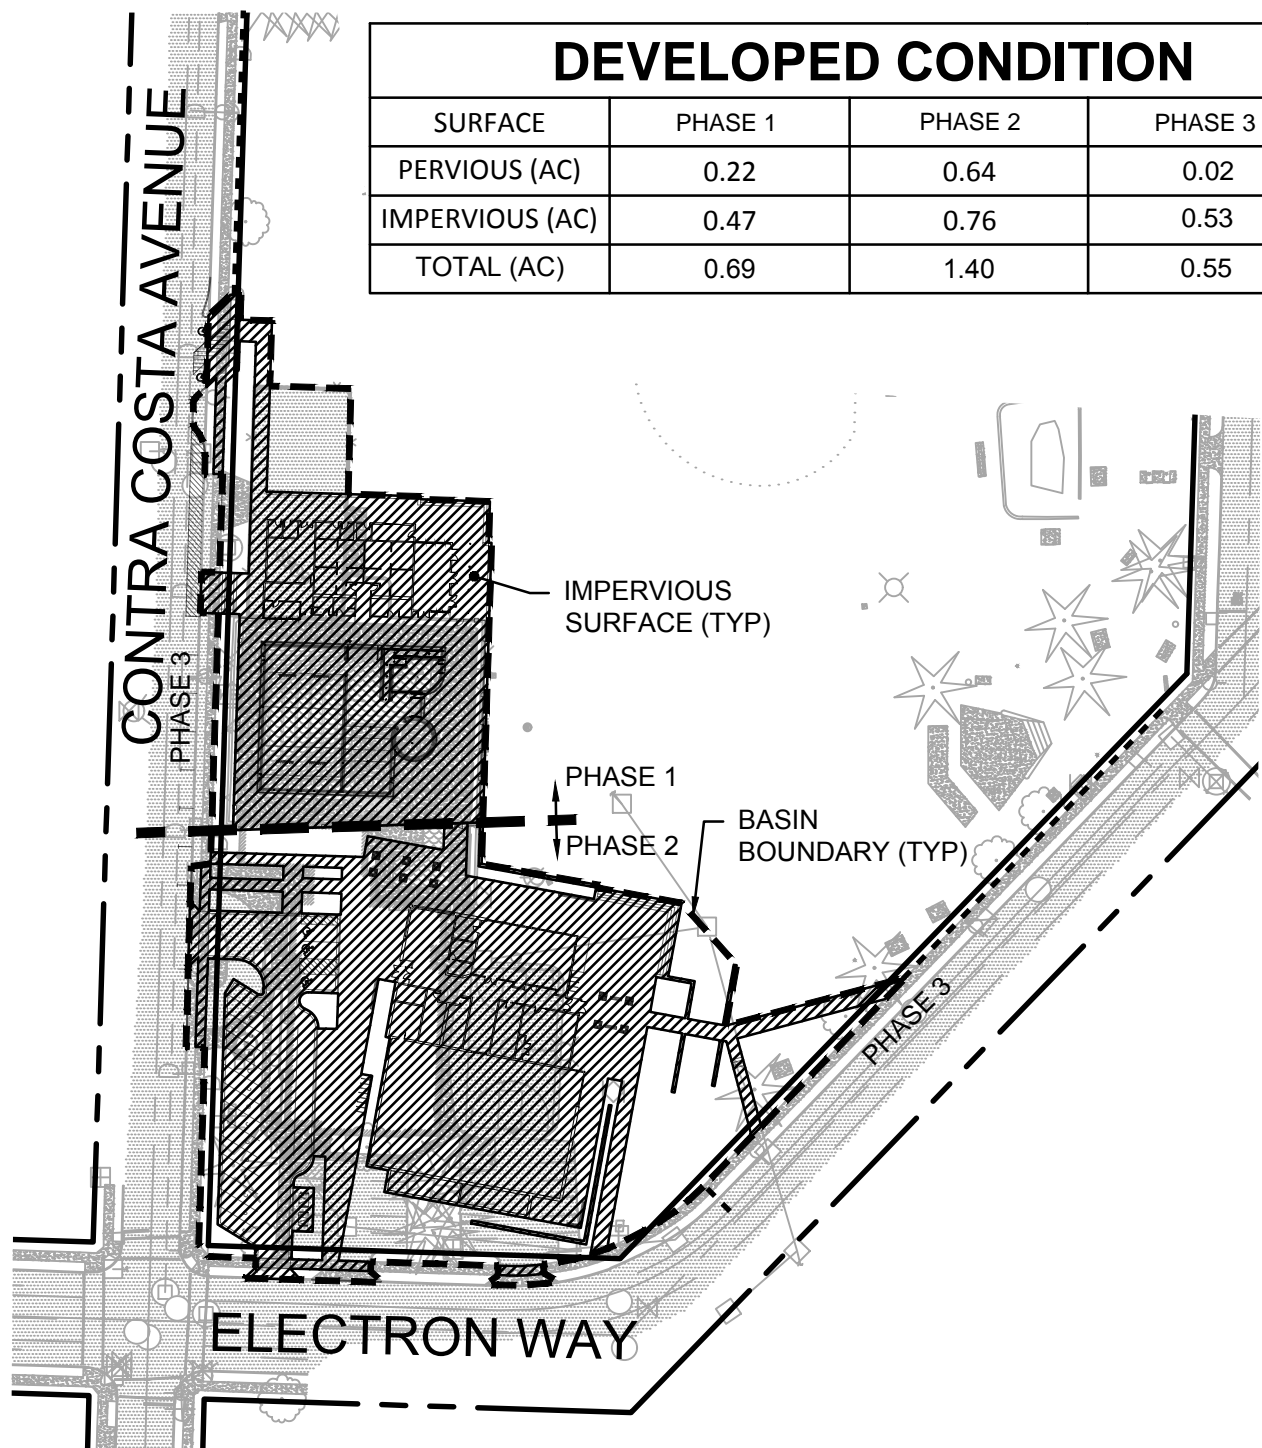 DEVELOPED CONDITION
SURFACE PHASE 1 PHASE 2 PHASE 3
PERVIOUS (AC) 0.22 0.64 0.02
IMPERVIOUS (AC) 0.47 0.76 0.53
TOTAL (AC) 0.69 1.40 0.55
CONTRA COSTA AVENUE
PHASE 3
IMPERVIOUS
SURFACE (TYP)
PHASE 1
PHASE 2
BASIN
BOUNDARY (TYP)
PHASE 3
ELECTRON WAY